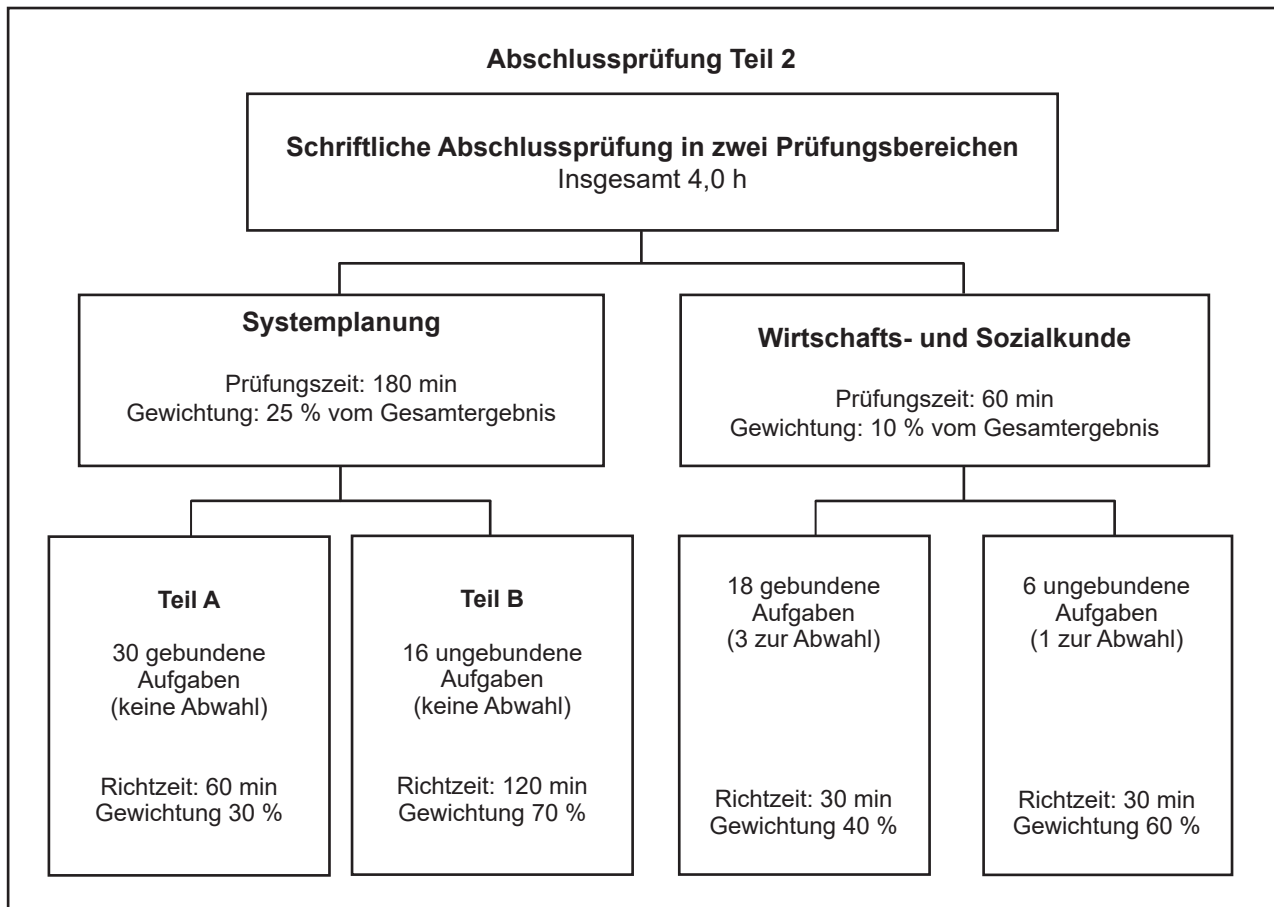 Abschlussprüfung Teil 2
Schriftliche Abschlussprüfung in zwei Prüfungsbereichen
Insgesamt 4,0 h
Systemplanung
Prüfungszeit: 180 min
Gewichtung: 25 % vom Gesamtergebnis
Wirtschafts- und Sozialkunde
Prüfungszeit: 60 min
Gewichtung: 10 % vom Gesamtergebnis
Teil A
30 gebundene
Aufgaben
(keine Abwahl)
Richtzeit: 60 min
Gewichtung 30 %
Teil B
16 ungebundene
Aufgaben
(keine Abwahl)
Richtzeit: 120 min
Gewichtung 70 %
18 gebundene
Aufgaben
(3 zur Abwahl)
Richtzeit: 30 min
Gewichtung 40 %
6 ungebundene
Aufgaben
(1 zur Abwahl)
Richtzeit: 30 min
Gewichtung 60 %